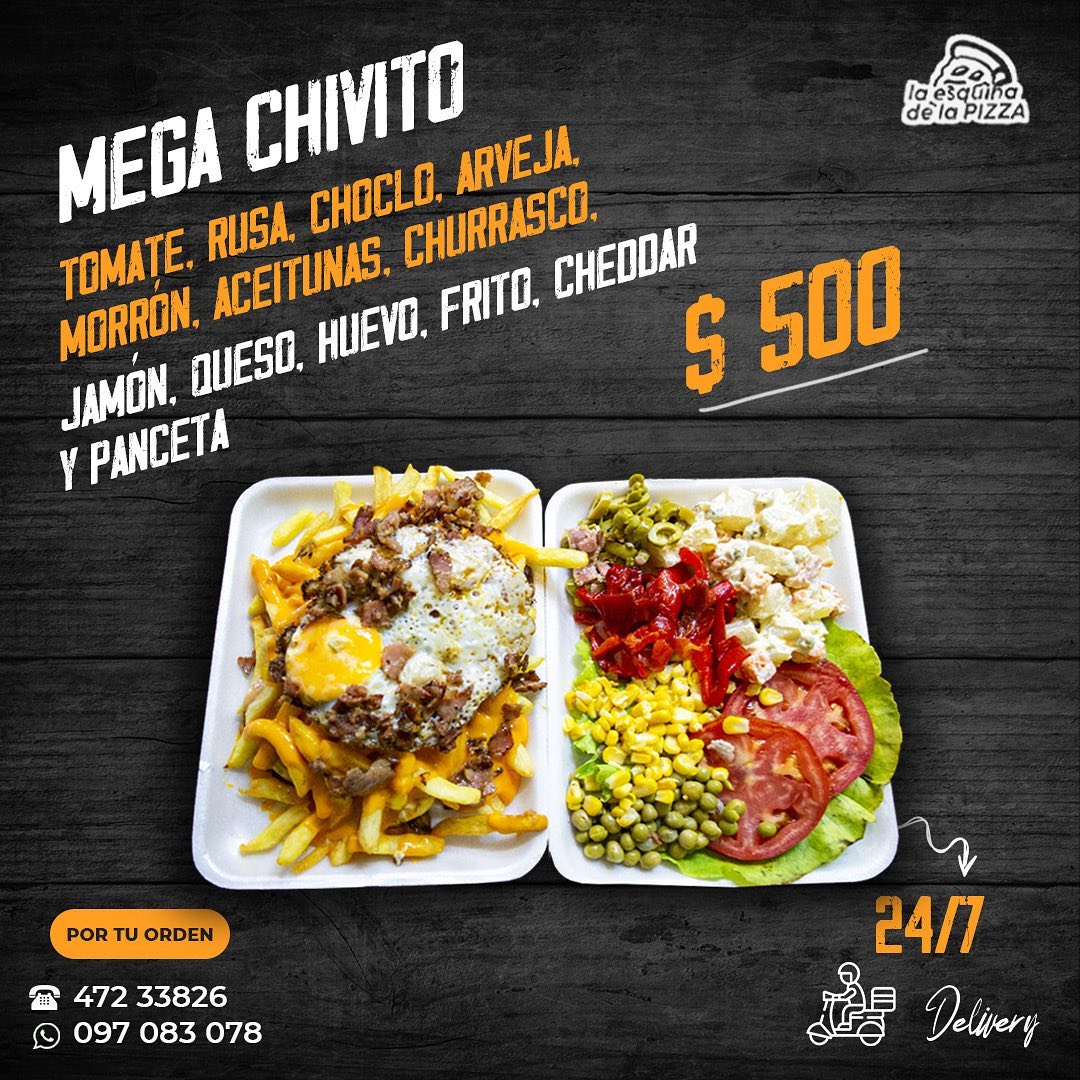 la esquina
de la PIZZA
MEGA CHIVITO
TOMATE, RUSA, CHOCLO, ARVEJA,
MORRÓN, ACEITUNAS, CHURRASCO,
JAMÓN, QUESO, HUEVO, FRITO, CHEDDAR
Y PANCETA
$ 500
POR TU ORDEN
472 33826
097 083 078
24/7
Delivery